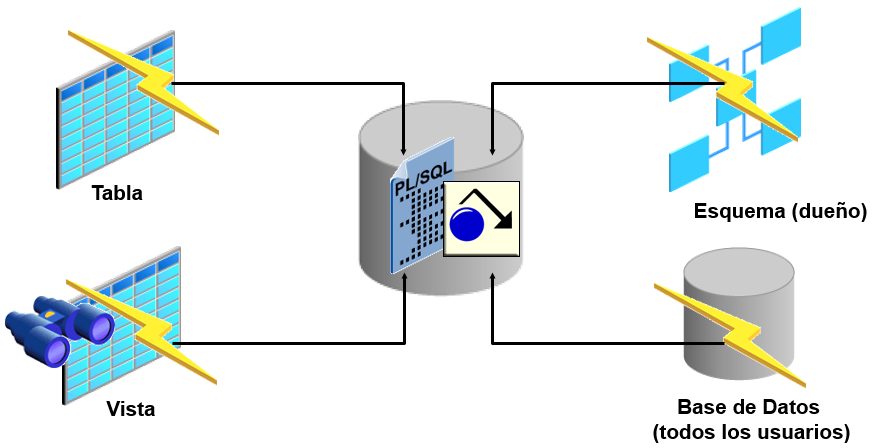 Tabla
PL/SQL
Esquema (dueño)
Vista
Base de Datos
(todos los usuarios)